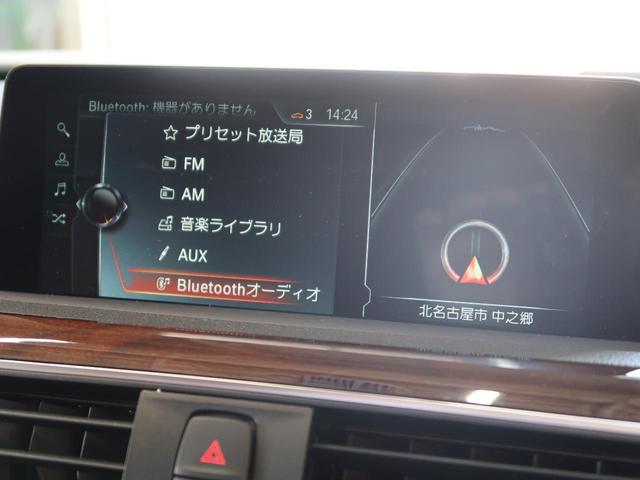 Bluetooth: 機器がありません
3 14:24
プリセット放送局
FM
AM
音楽ライブラリ
AUX
Bluetoothオーディオ
北名古屋市 中之郷